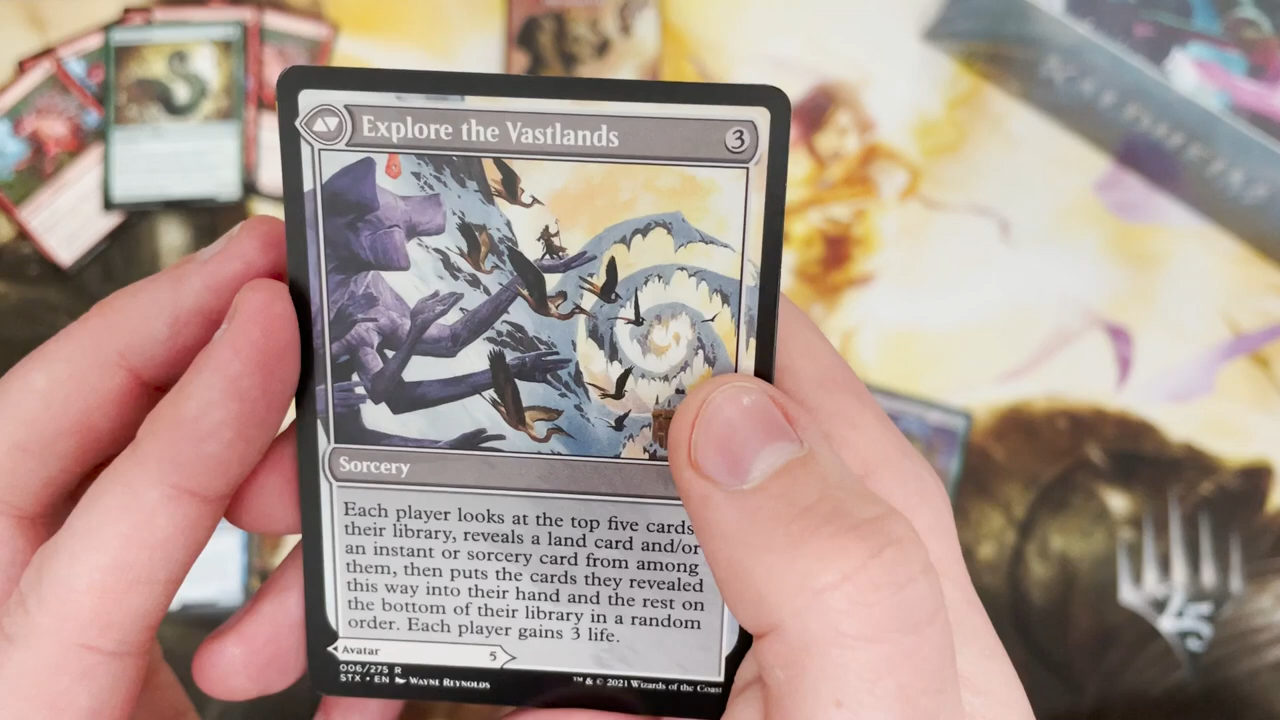 Explore the Vastlands
3
Sorcery
Each player looks at the top five cards
their library, reveals a land card and/or
an instant or sorcery card from among
them, then puts the cards they revealed
this way into their hand and the rest on
the bottom of their library in a random
order. Each player gains 3 life.
Avatar 5
006/275 R
STX • EN WAYNE REYNOLDS
™ & © 2021 Wizards of the Coast
KALDHEIM
25